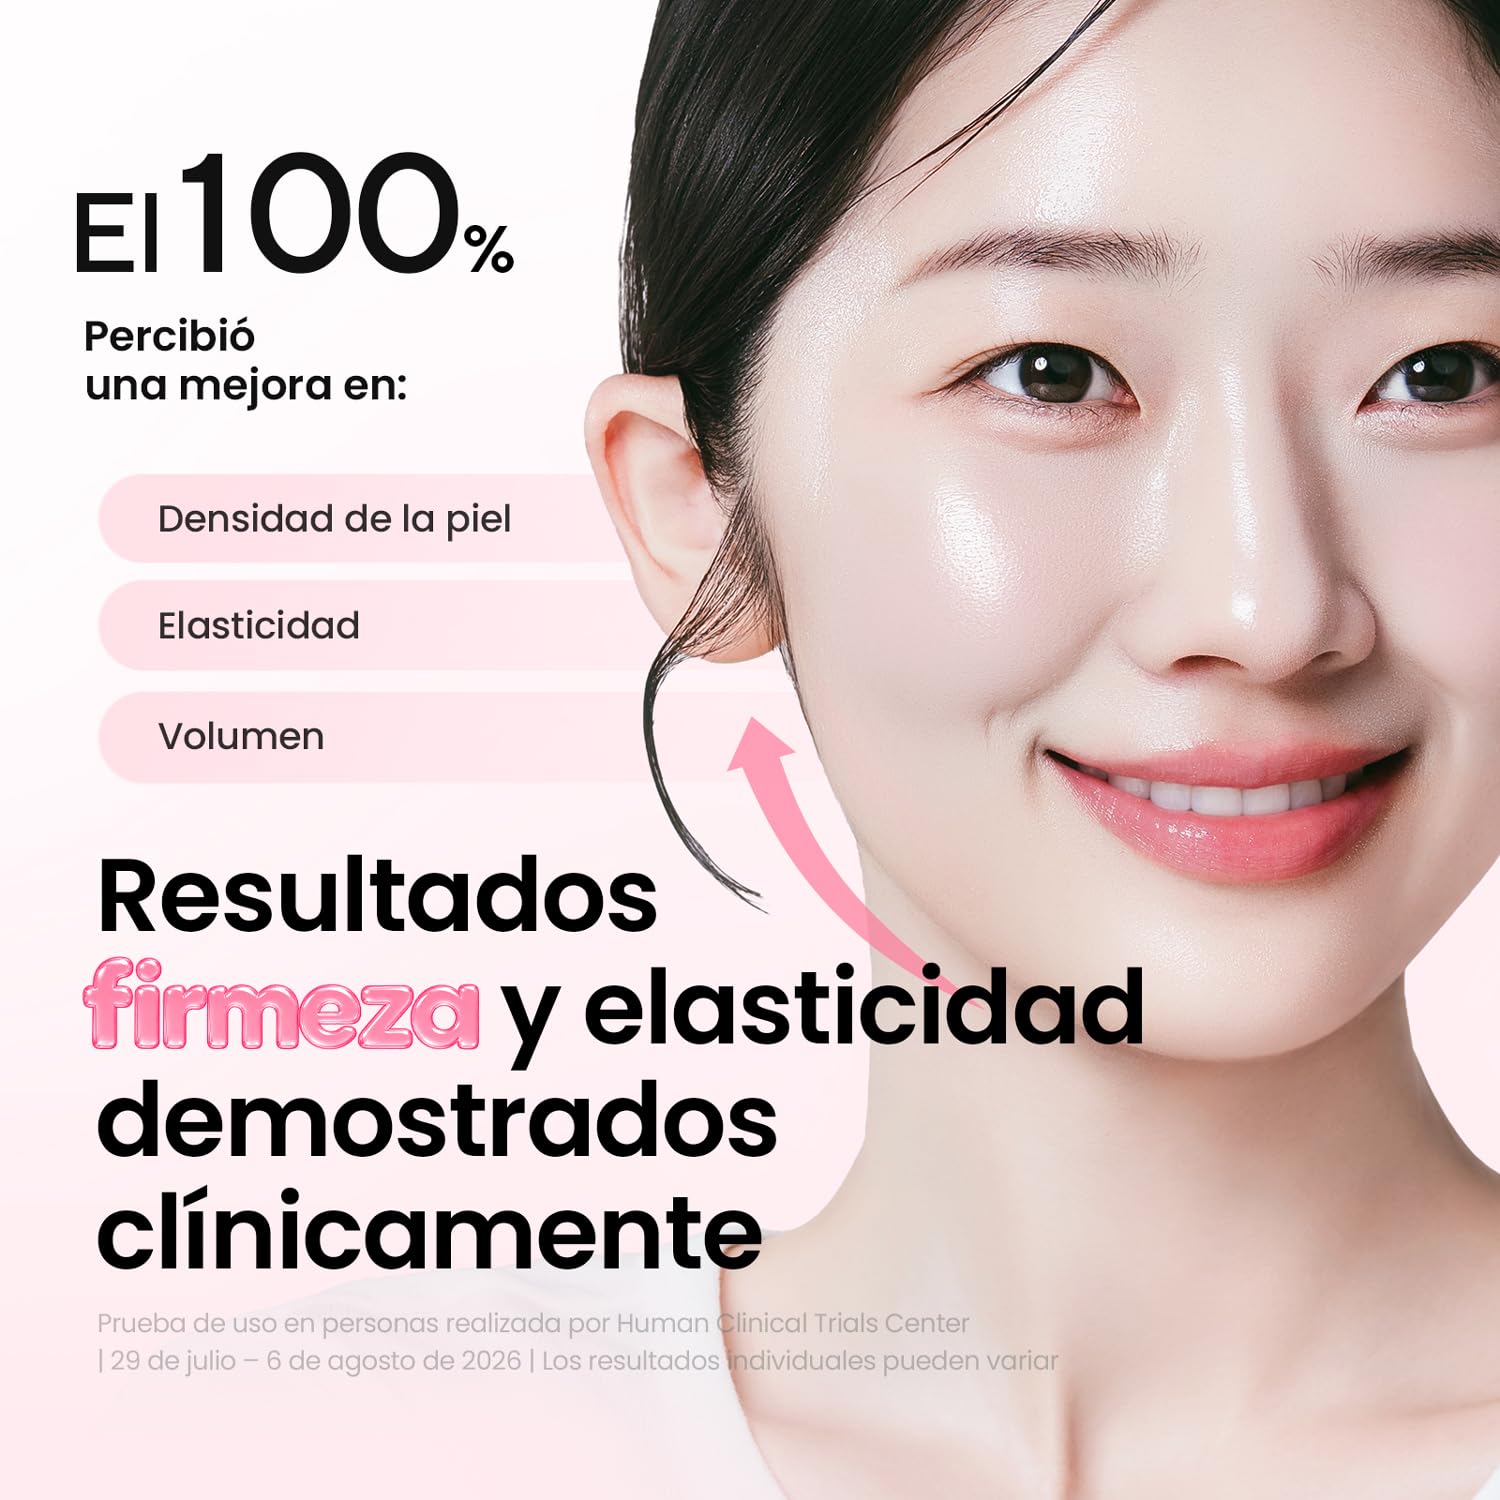 El 100%
Percibió
una mejora en:
Densidad de la piel
Elasticidad
Volumen
Resultados
firmeza y elasticidad
demostrados
clínicamente
Prueba de uso en personas realizada por Human Clinical Trials Center
| 29 de julio – 6 de agosto de 2026 | Los resultados individuales pueden variar